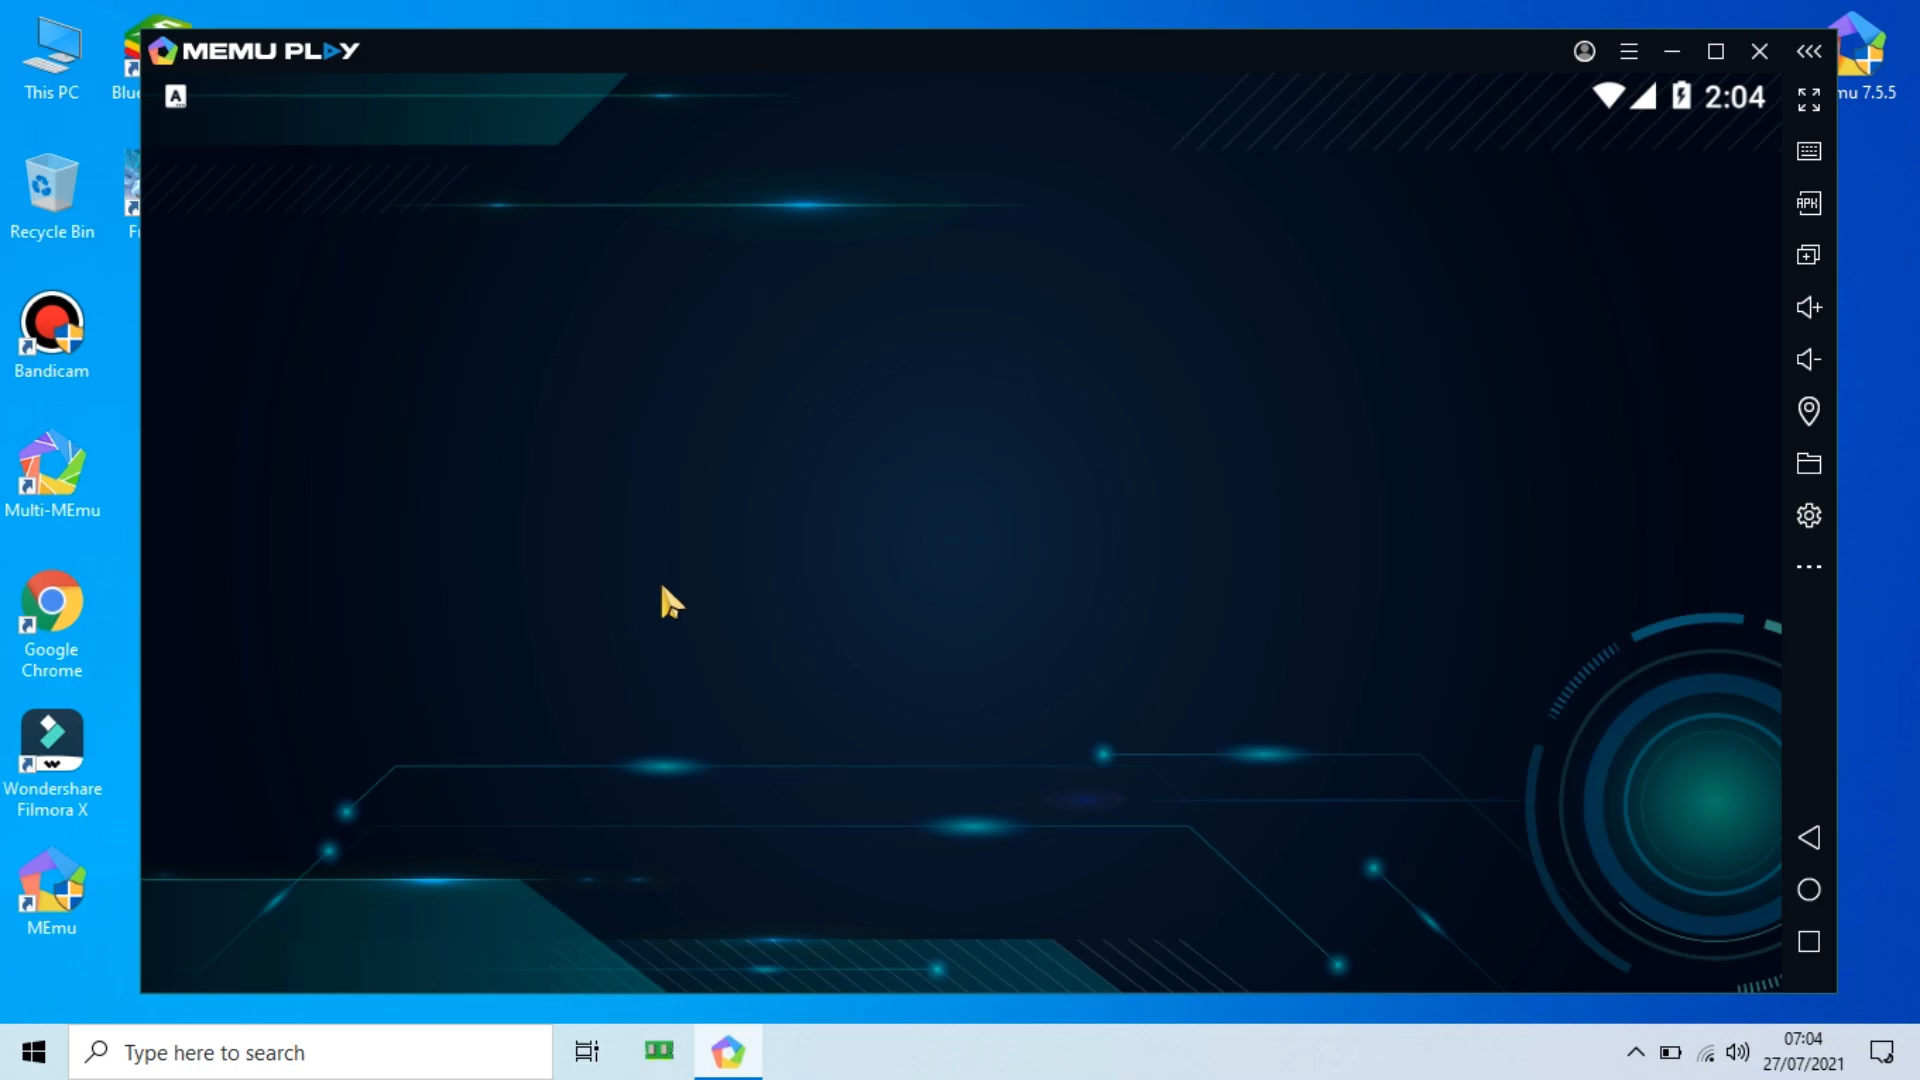 This PC
Blue
MEMU PLAY
mu 7.5.5
A
2:04
Recycle Bin
APK
Bandicam
Multi-MEmu
Google
Chrome
Wondershare
Filmora X
MEmu
Type here to search
07:04
27/07/2021